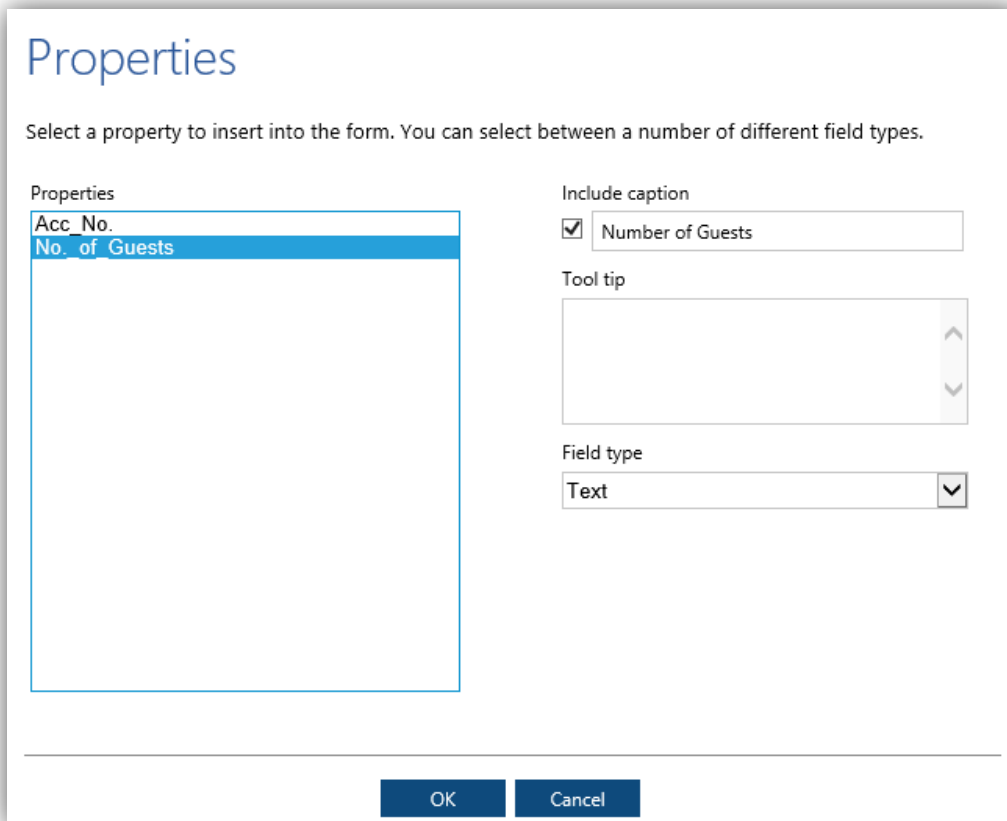 Properties
Select a property to insert into the form. You can select between a number of different field types.
Properties
Acc_No.
No._of_Guests
Include caption
Number of Guests
Tool tip
Field type
Text
OK
Cancel